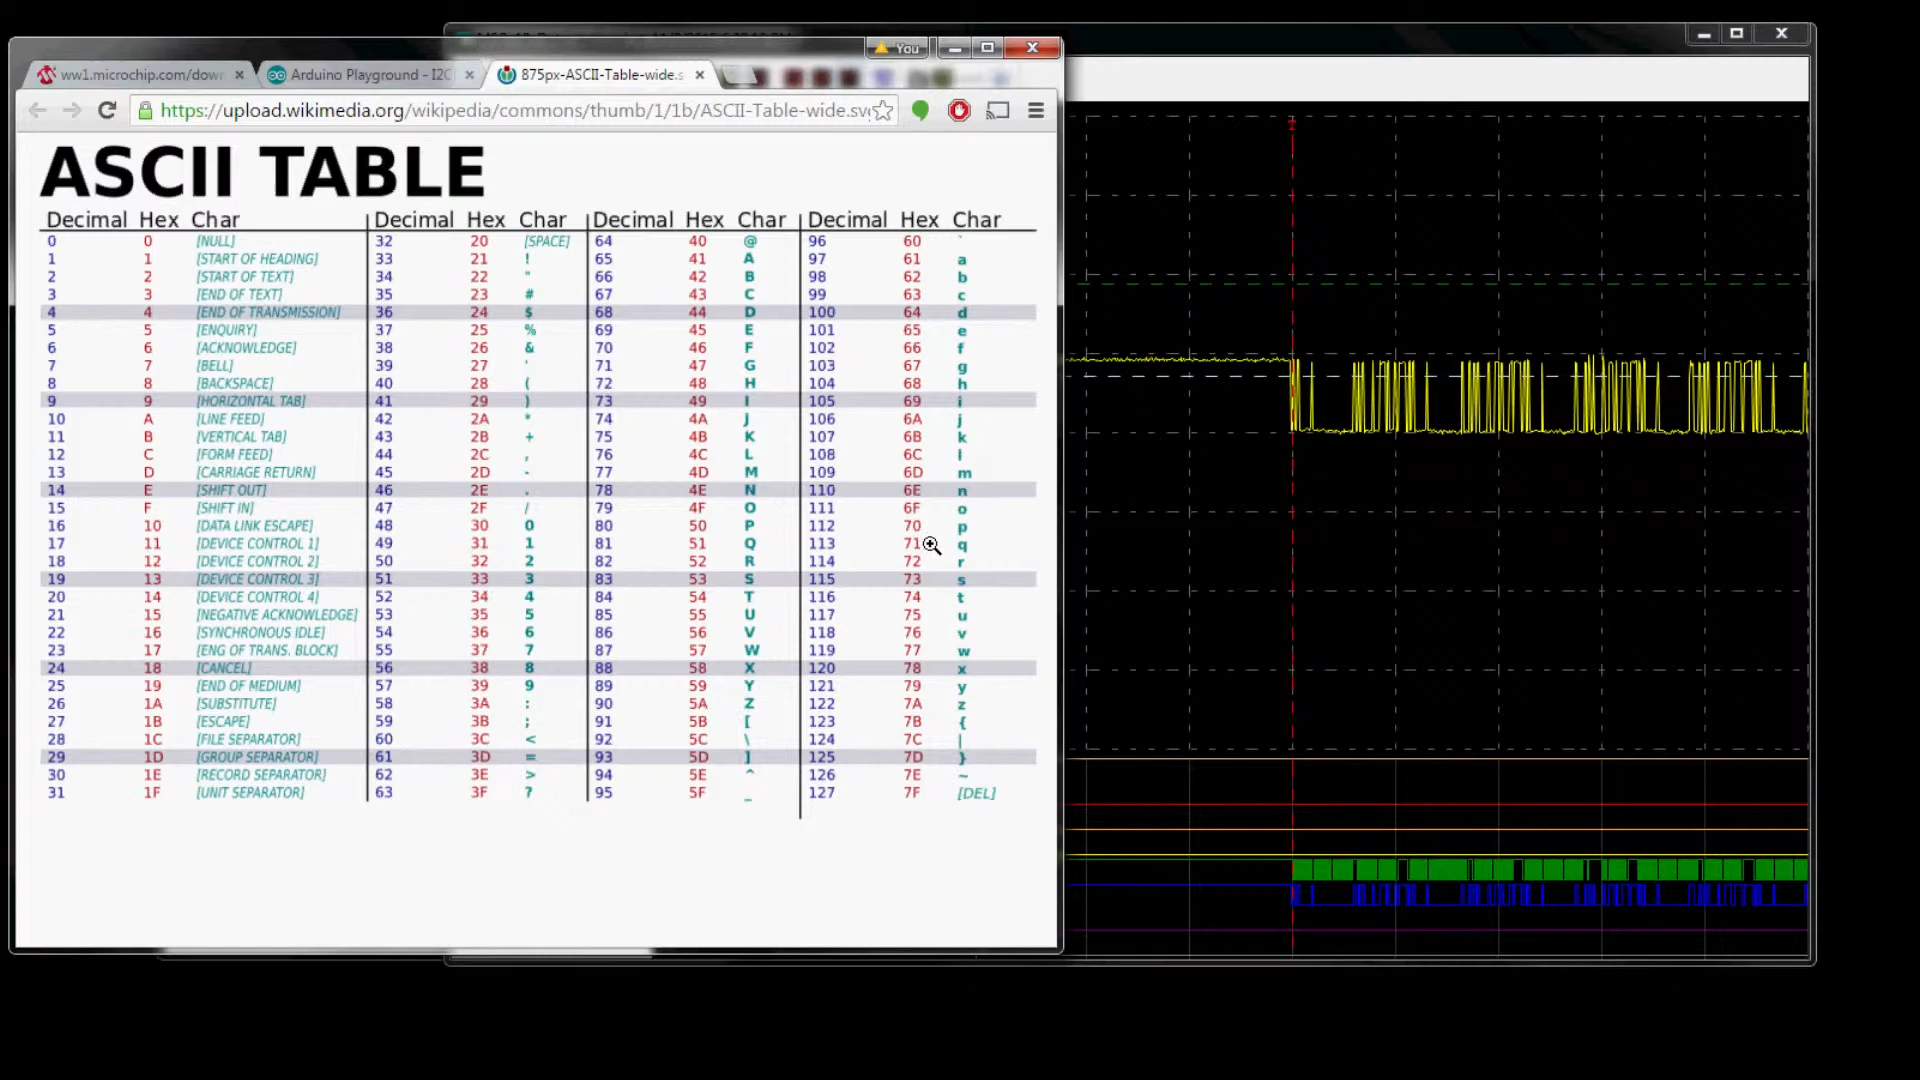 You
ww1.microchip.com/down
Arduino Playground - I2C
875px-ASCII-Table-wide.s
https://upload.wikimedia.org/wikipedia/commons/thumb/1/1b/ASCII-Table-wide.sv
ASCII TABLE
Decimal Hex Char Decimal Hex Char Decimal Hex Char Decimal Hex Char
0 0 [NULL] 32 20 [SPACE] 64 40 @ 96 60 `
1 1 [START OF HEADING] 33 21 ! 65 41 A 97 61 a
2 2 [START OF TEXT] 34 22 " 66 42 B 98 62 b
3 3 [END OF TEXT] 35 23 # 67 43 C 99 63 c
4 4 [END OF TRANSMISSION] 36 24 $ 68 44 D 100 64 d
5 5 [ENQUIRY] 37 25 % 69 45 E 101 65 e
6 6 [ACKNOWLEDGE] 38 26 & 70 46 F 102 66 f
7 7 [BELL] 39 27 ' 71 47 G 103 67 g
8 8 [BACKSPACE] 40 28 ( 72 48 H 104 68 h
9 9 [HORIZONTAL TAB] 41 29 ) 73 49 I 105 69 i
10 A [LINE FEED] 42 2A * 74 4A J 106 6A j
11 B [VERTICAL TAB] 43 2B + 75 4B K 107 6B k
12 C [FORM FEED] 44 2C , 76 4C L 108 6C l
13 D [CARRIAGE RETURN] 45 2D - 77 4D M 109 6D m
14 E [SHIFT OUT] 46 2E . 78 4E N 110 6E n
15 F [SHIFT IN] 47 2F / 79 4F O 111 6F o
16 10 [DATA LINK ESCAPE] 48 30 0 80 50 P 112 70 p
17 11 [DEVICE CONTROL 1] 49 31 1 81 51 Q 113 71 q
18 12 [DEVICE CONTROL 2] 50 32 2 82 52 R 114 72 r
19 13 [DEVICE CONTROL 3] 51 33 3 83 53 S 115 73 s
20 14 [DEVICE CONTROL 4] 52 34 4 84 54 T 116 74 t
21 15 [NEGATIVE ACKNOWLEDGE] 53 35 5 85 55 U 117 75 u
22 16 [SYNCHRONOUS IDLE] 54 36 6 86 56 V 118 76 v
23 17 [ENG OF TRANS. BLOCK] 55 37 7 87 57 W 119 77 w
24 18 [CANCEL] 56 38 8 88 58 X 120 78 x
25 19 [END OF MEDIUM] 57 39 9 89 59 Y 121 79 y
26 1A [SUBSTITUTE] 58 3A : 90 5A Z 122 7A z
27 1B [ESCAPE] 59 3B ; 91 5B [ 123 7B {
28 1C [FILE SEPARATOR] 60 3C < 92 5C \ 124 7C |
29 1D [GROUP SEPARATOR] 61 3D = 93 5D ] 125 7D }
30 1E [RECORD SEPARATOR] 62 3E > 94 5E ^ 126 7E ~
31 1F [UNIT SEPARATOR] 63 3F ? 95 5F _ 127 7F [DEL]